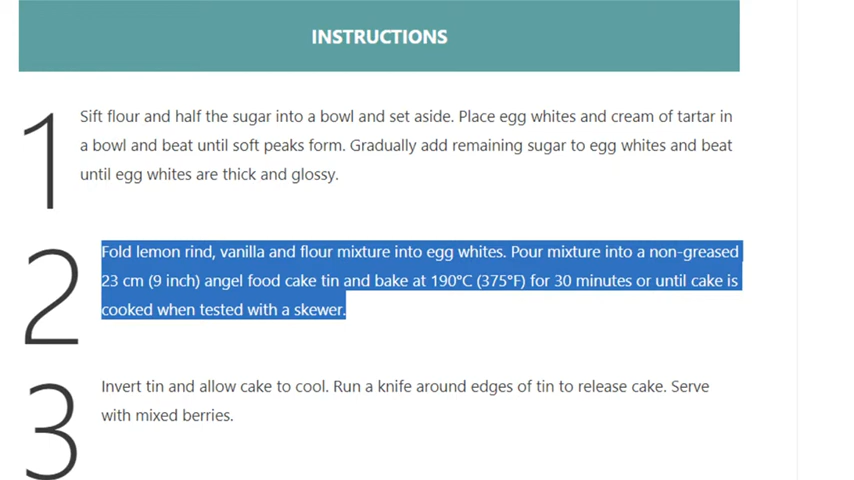 INSTRUCTIONS
1
Sift flour and half the sugar into a bowl and set aside. Place egg whites and cream of tartar in
a bowl and beat until soft peaks form. Gradually add remaining sugar to egg whites and beat
until egg whites are thick and glossy.
2
Fold lemon rind, vanilla and flour mixture into egg whites. Pour mixture into a non-greased
23 cm (9 inch) angel food cake tin and bake at 190°C (375°F) for 30 minutes or until cake is
cooked when tested with a skewer.
3
Invert tin and allow cake to cool. Run a knife around edges of tin to release cake. Serve
with mixed berries.